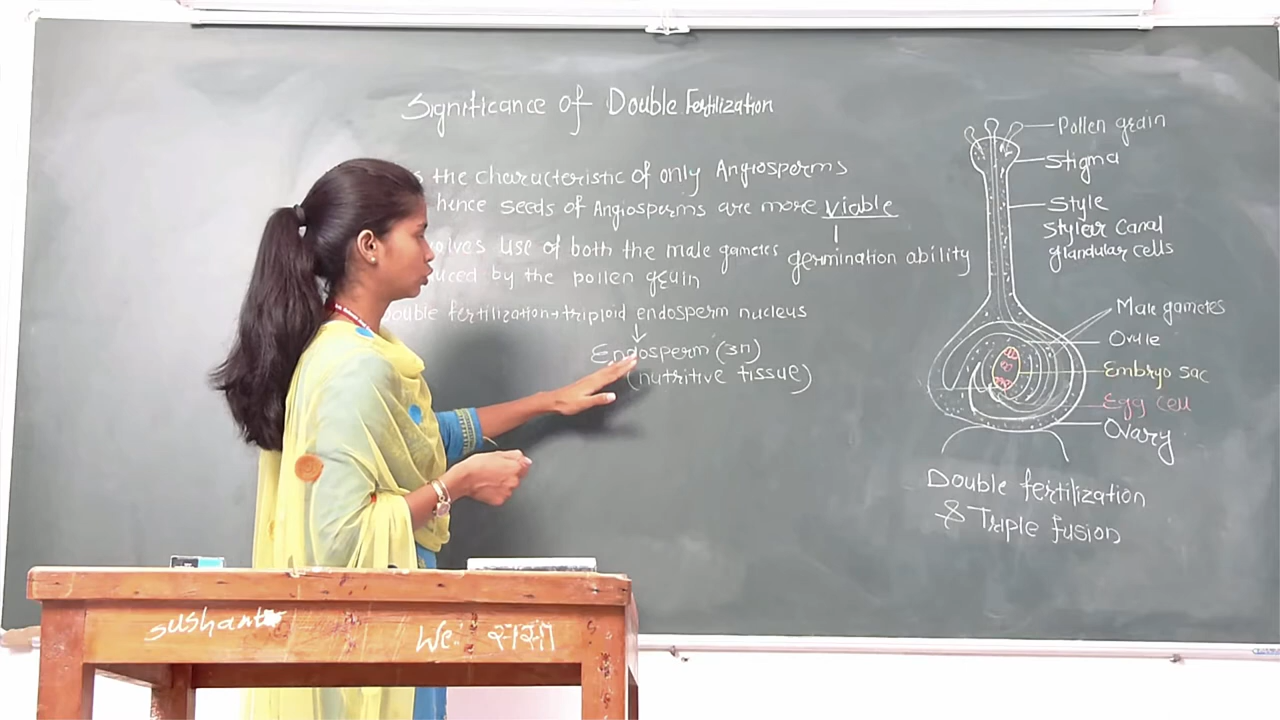 Significance of Double Fertilization
the characteristic of only Angiosperms
hence seeds of Angiosperms are more viable
germination ability
use of both the male gametes
by the pollen grain
Double fertilization → triploid endosperm nucleus
Endosperm (3n)
(nutritive tissue)
Pollen grain
Stigma
Style
Stylar Canal
glandular cells
Male gametes
Ovule
Embryo sac
Egg cell
Ovary
Double fertilization
& Triple fusion
sushant
We.